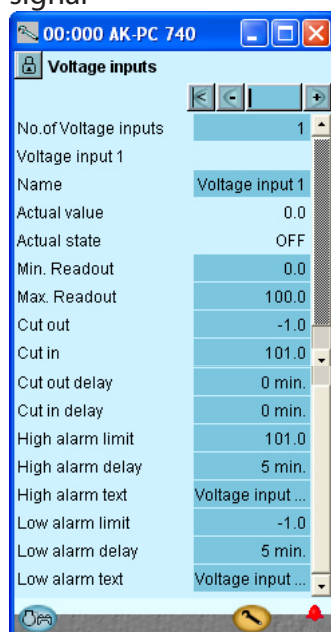 signal
00:000 AK-PC 740
Voltage inputs
No.of Voltage inputs 1
Voltage input 1
Name Voltage input 1
Actual value 0.0
Actual state OFF
Min. Readout 0.0
Max. Readout 100.0
Cut out -1.0
Cut in 101.0
Cut out delay 0 min.
Cut in delay 0 min.
High alarm limit 101.0
High alarm delay 5 min.
High alarm text Voltage input ...
Low alarm limit -1.0
Low alarm delay 5 min.
Low alarm text Voltage input ...